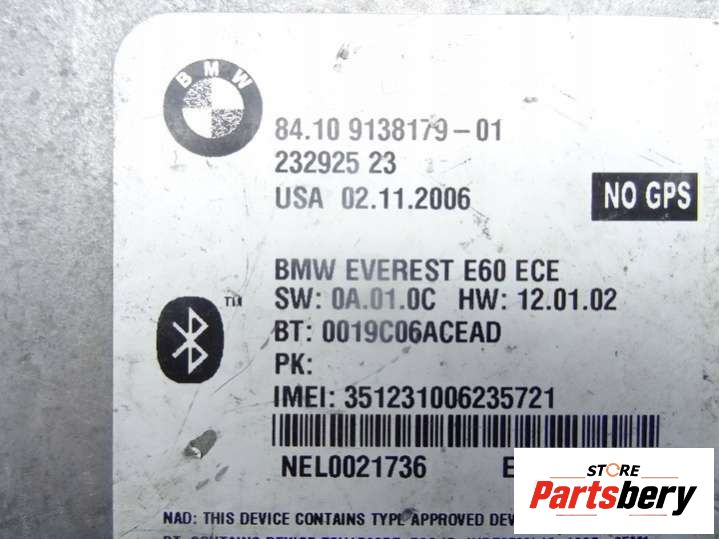 BMW
84.10 9138179-01
232925 23
USA 02.11.2006
NO GPS
BMW EVEREST E60 ECE
TM
SW: 0A.01.0C HW: 12.01.02
BT: 0019C06ACEAD
PK:
IMEI: 351231006235721
NEL0021736
STORE
Partsbery
NAD: THIS DEVICE CONTAINS TYPE APPROVED